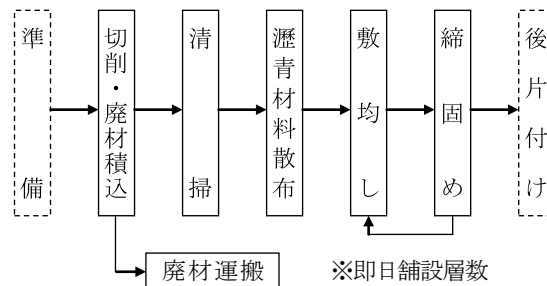 準備
切削・廃材積込
清掃
瀝青材料散布
敷均し
締固め
後片付け
廃材運搬
※即日舗設層数